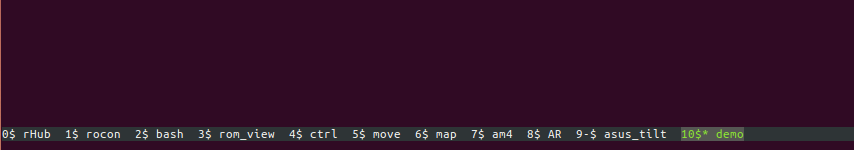 0$ rHub 1$ rocon 2$ bash 3$ rom_view 4$ ctrl 5$ move 6$ map 7$ am4 8$ AR 9-$ asus_tilt 10$* demo